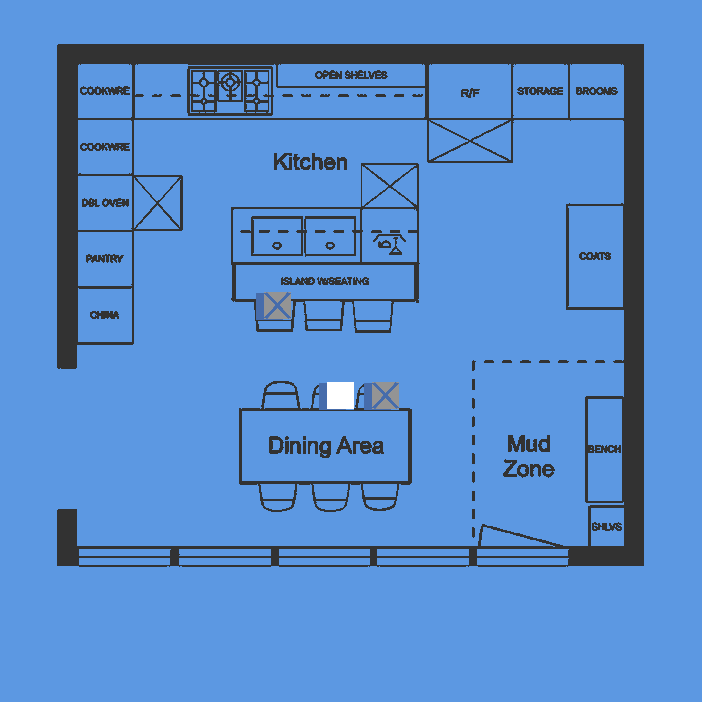 COOKWRE
OPEN SHELVES
R/F
STORAGE
BROOMS
COOKWRE
Kitchen
DBL OVEN
PANTRY
COATS
ISLAND W/SEATING
CHINA
Dining Area
Mud
Zone
BENCH
SHLVS